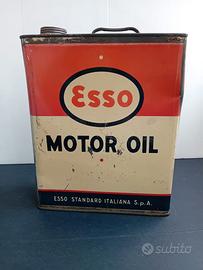 Esso
MOTOR OIL
ESSO STANDARD ITALIANA S.p.A.
subito